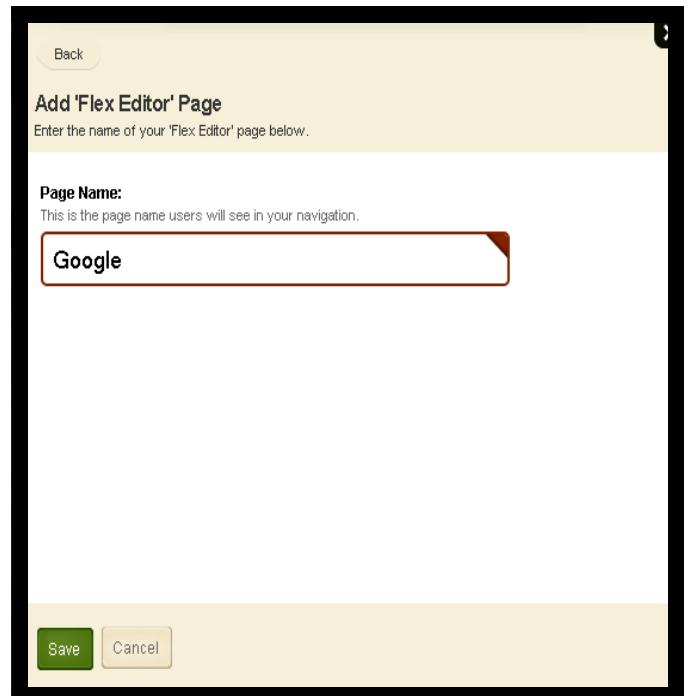 Back
Add 'Flex Editor' Page
Enter the name of your 'Flex Editor' page below.
Page Name:
This is the page name users will see in your navigation.
Google
Save Cancel